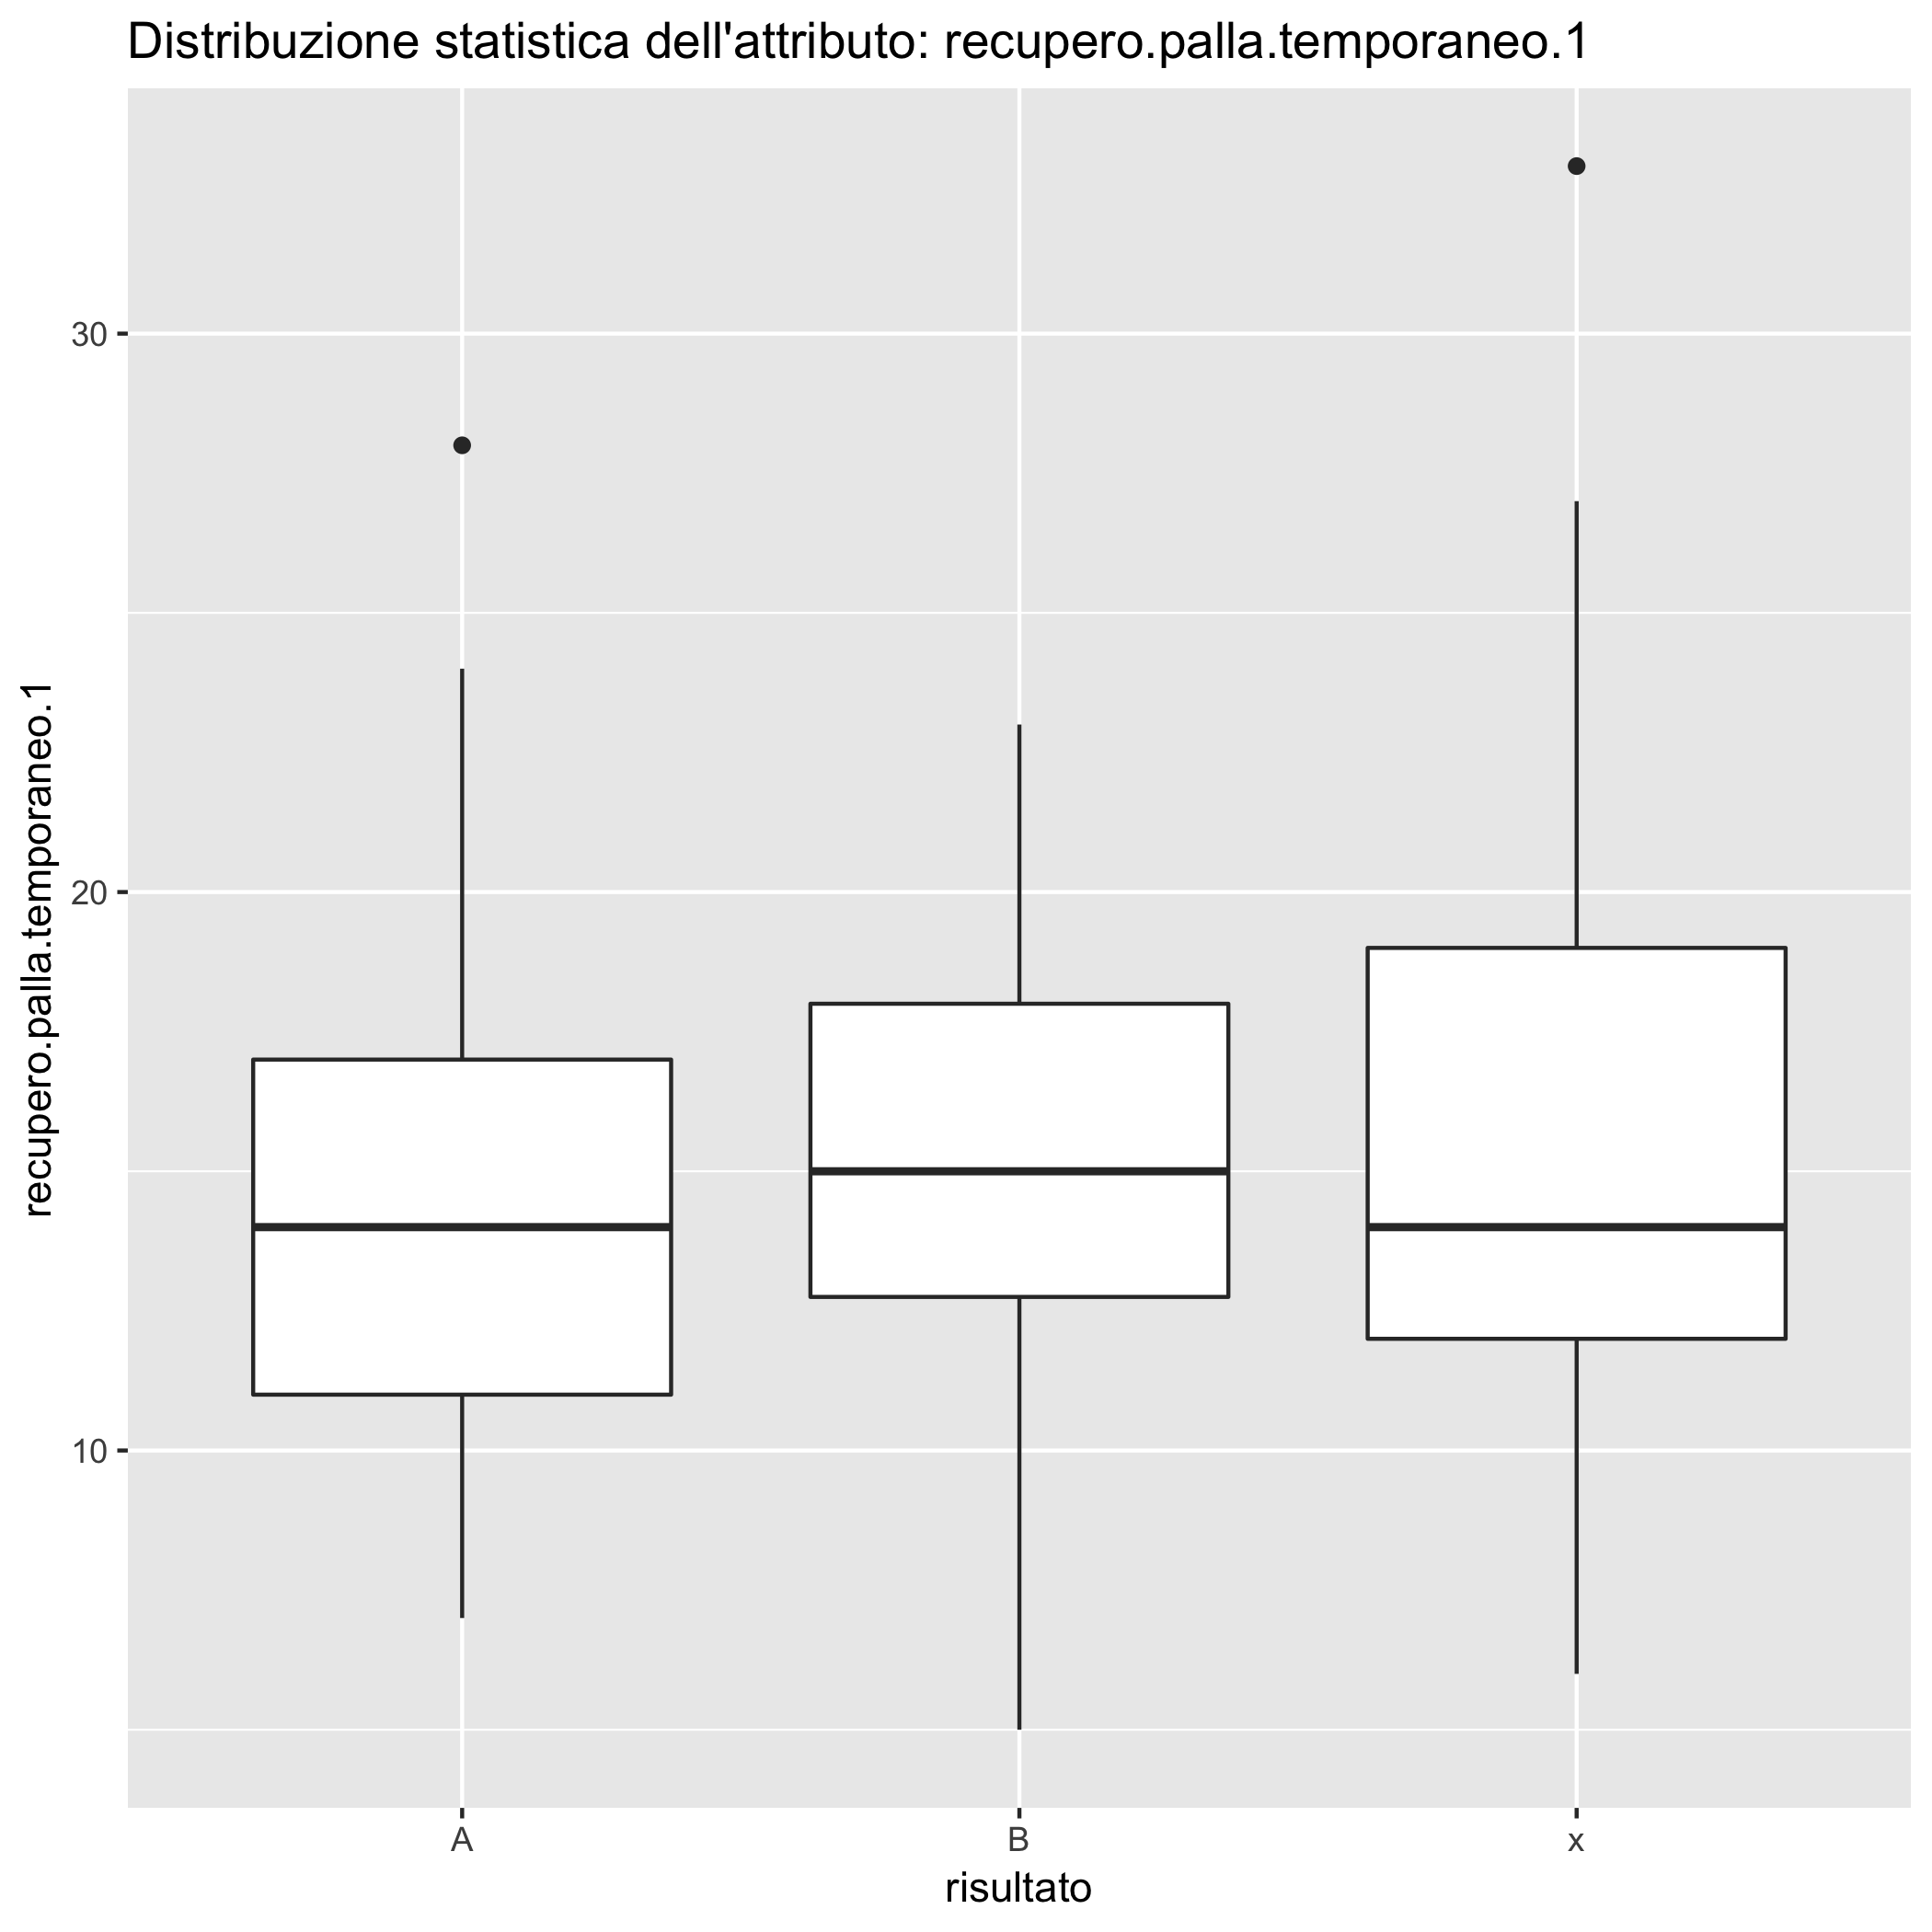 Distribuzione statistica dell'attributo: recupero.palla.temporaneo.1
recupero.palla.temporaneo.1
30
20
10
A
B
x
risultato